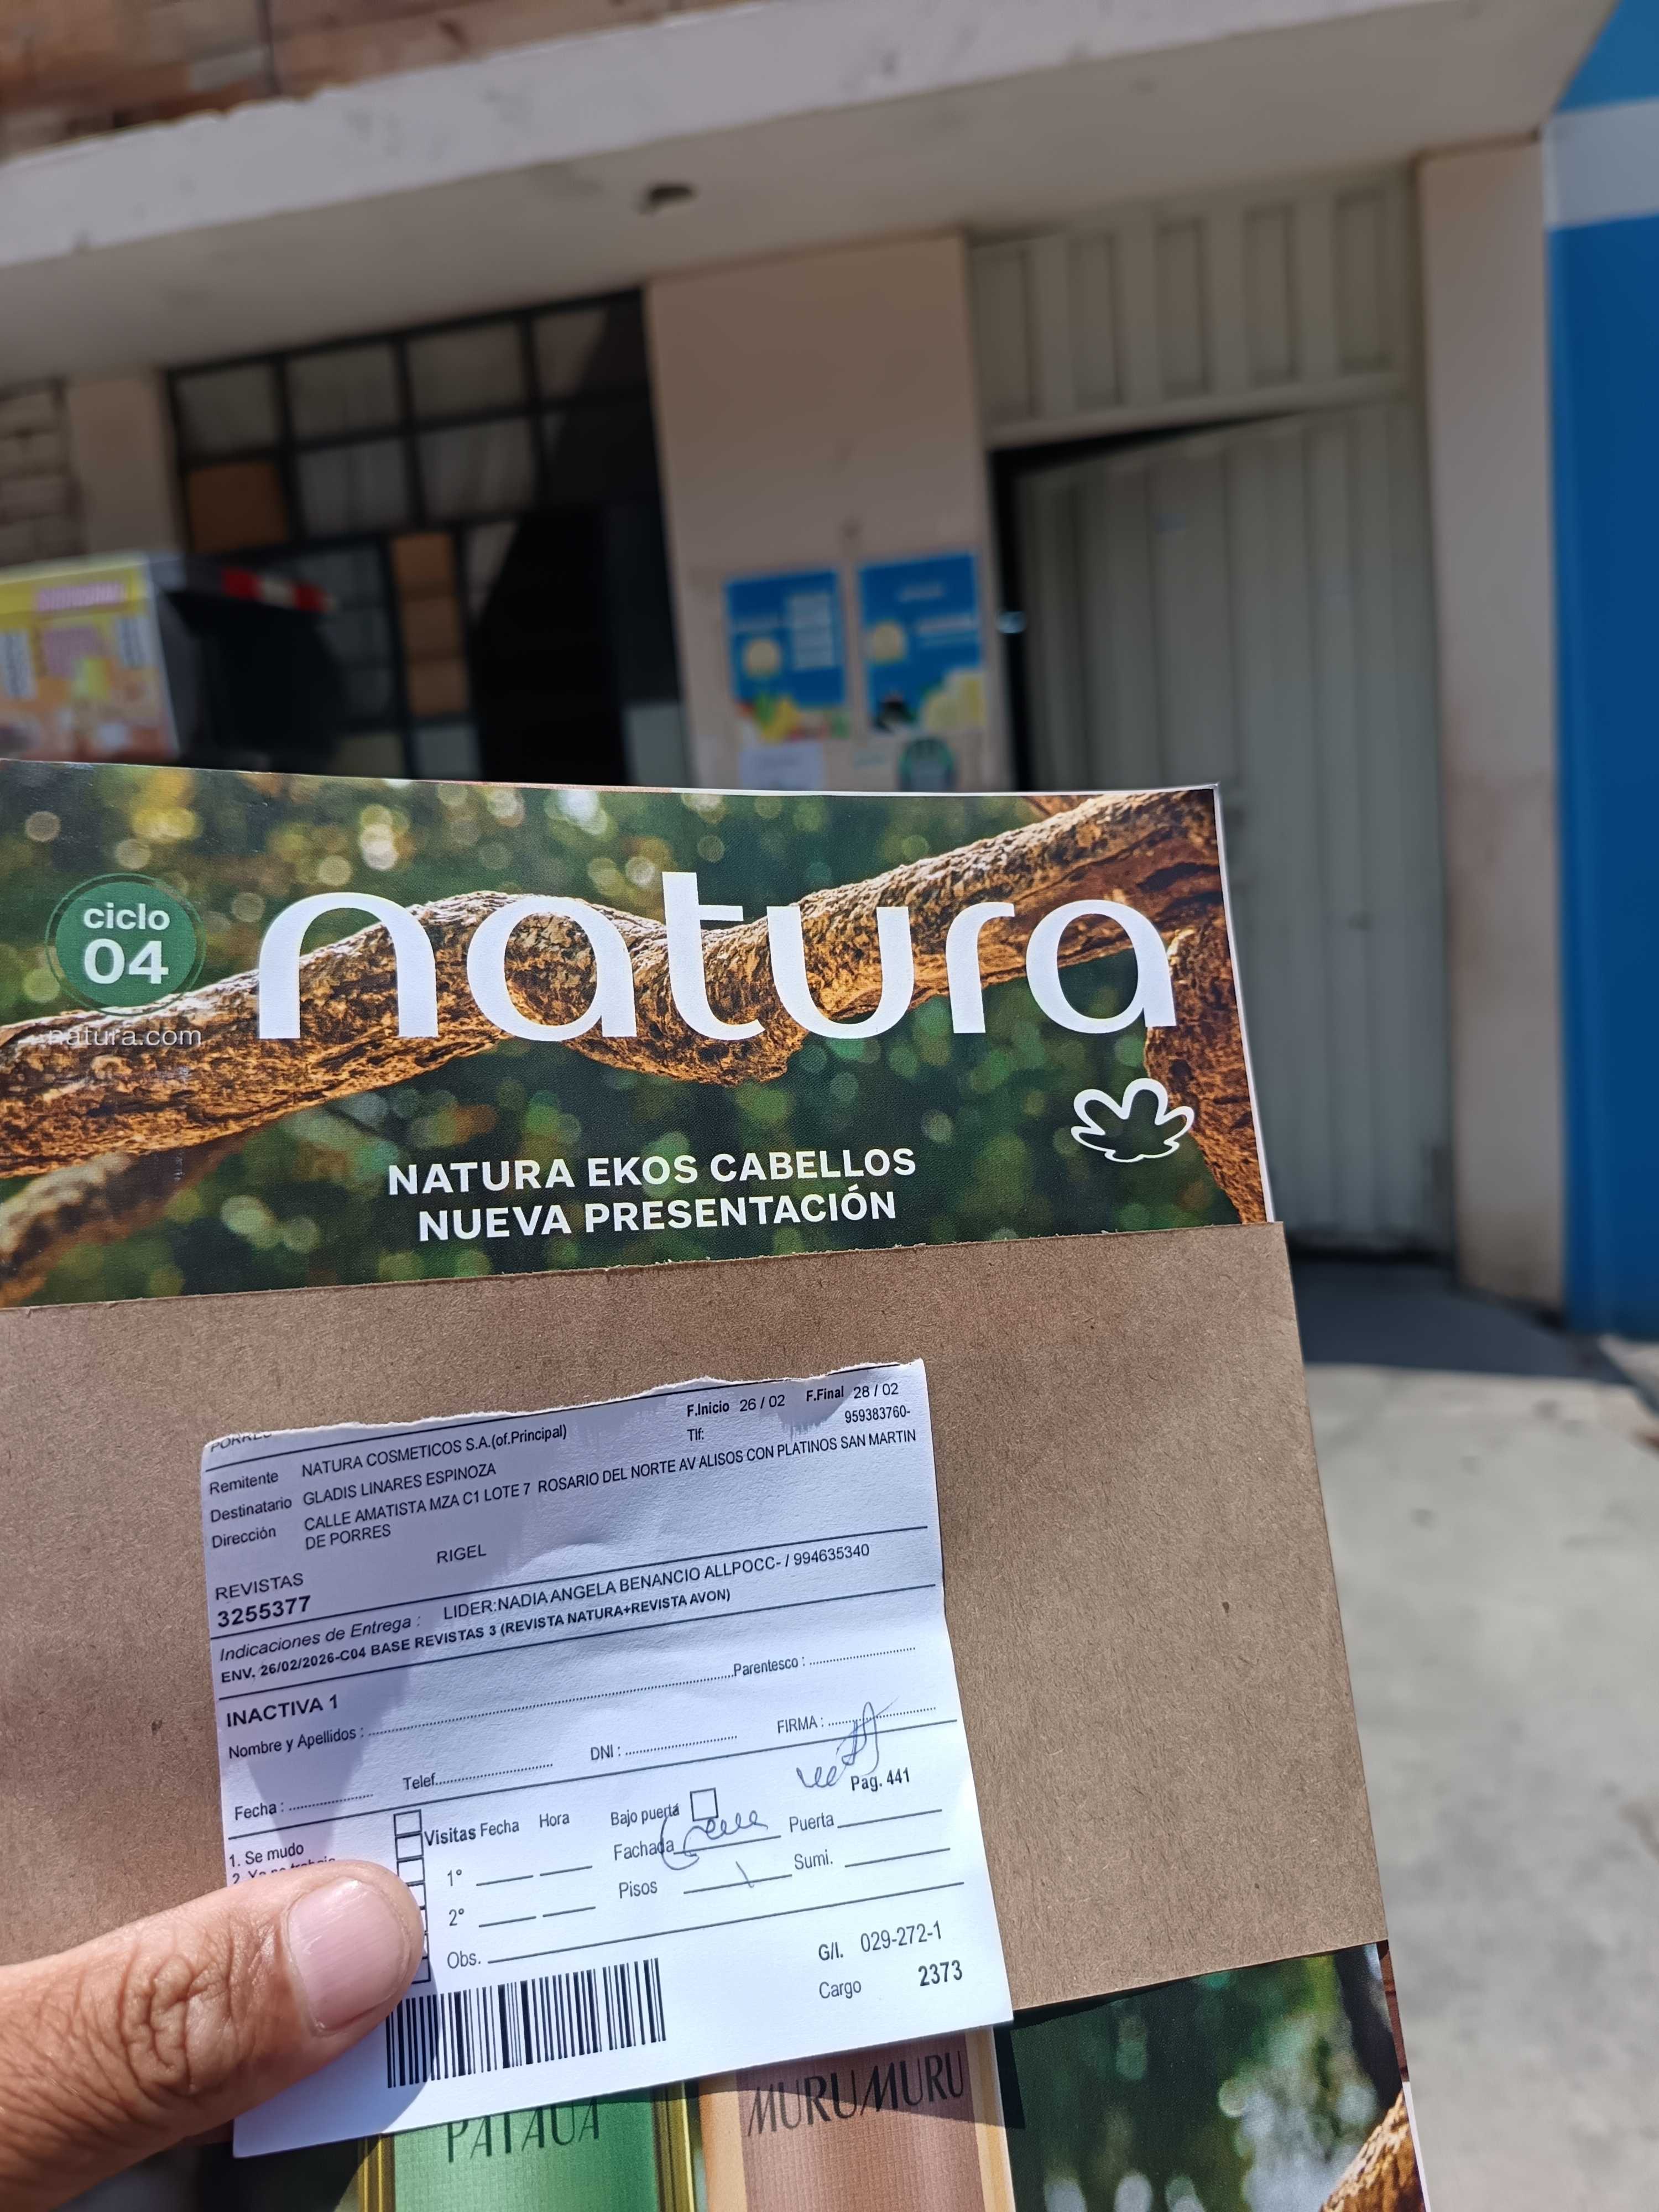 ciclo
04
natura
natura.com
NATURA EKOS CABELLOS
NUEVA PRESENTACIÓN
F.Inicio 26 / 02 F.Final 28 / 02
Remitente NATURA COSMETICOS S.A.(of.Principal) Tlf: 959383760-
Destinatario GLADIS LINARES ESPINOZA
Dirección CALLE AMATISTA MZA C1 LOTE 7 ROSARIO DEL NORTE AV ALISOS CON PLATINOS SAN MARTIN
DE PORRES
REVISTAS RIGEL
3255377
Indicaciones de Entrega : LIDER:NADIA ANGELA BENANCIO ALLPOCC- / 994635340
ENV. 26/02/2026-C04 BASE REVISTAS 3 (REVISTA NATURA+REVISTA AVON)
INACTIVA 1
Nombre y Apellidos : Parentesco :
Telef. DNI : FIRMA :
Fecha :
Pag. 441
1. Se mudo Visitas Fecha Hora Bajo puerta
1° Fachada Puerta
2° Pisos 1 Sumi.
Obs.
G/l. 029-272-1
Cargo 2373
PATAUÁ
MURUMURU